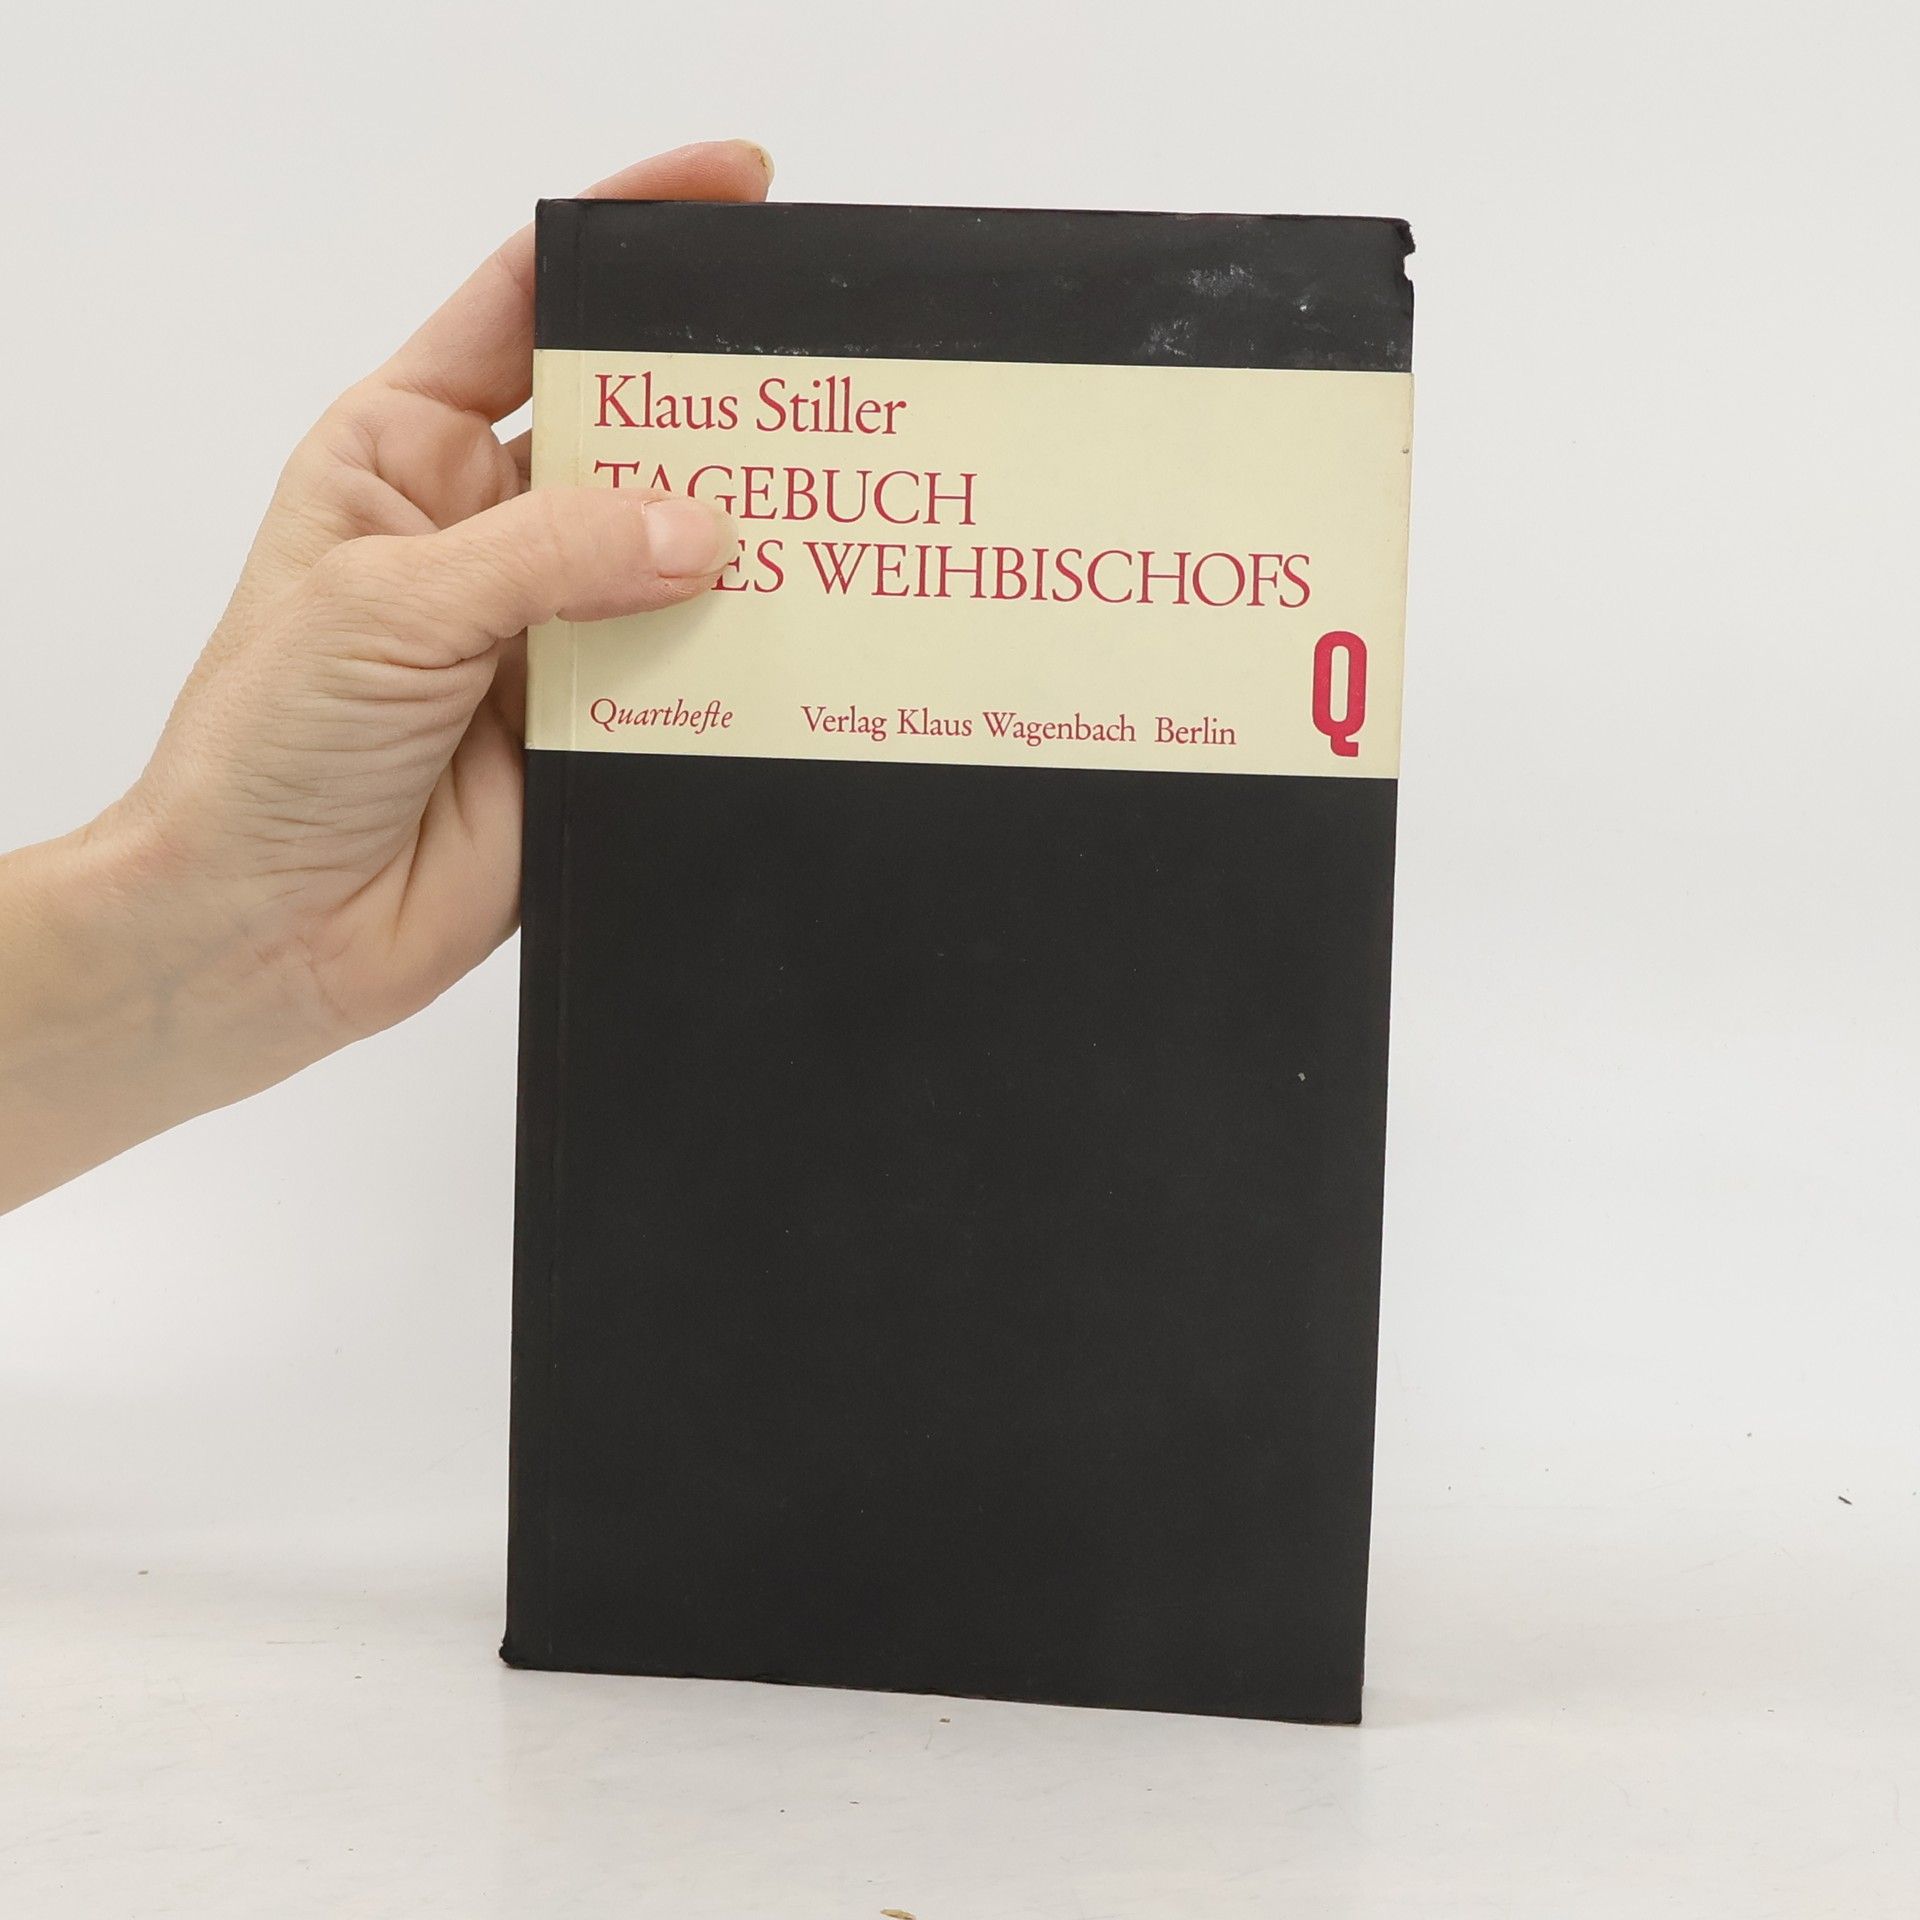 Klaus Stiller
TAGEBUCH
WEIHBISCHOFS
Q
Quarthefte Verlag Klaus Wagenbach Berlin